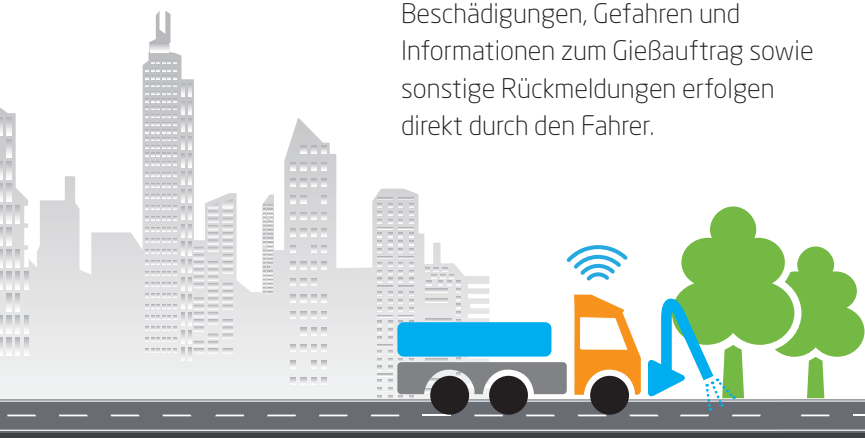 Beschädigungen, Gefahren und
Informationen zum Gießauftrag sowie
sonstige Rückmeldungen erfolgen
direkt durch den Fahrer.